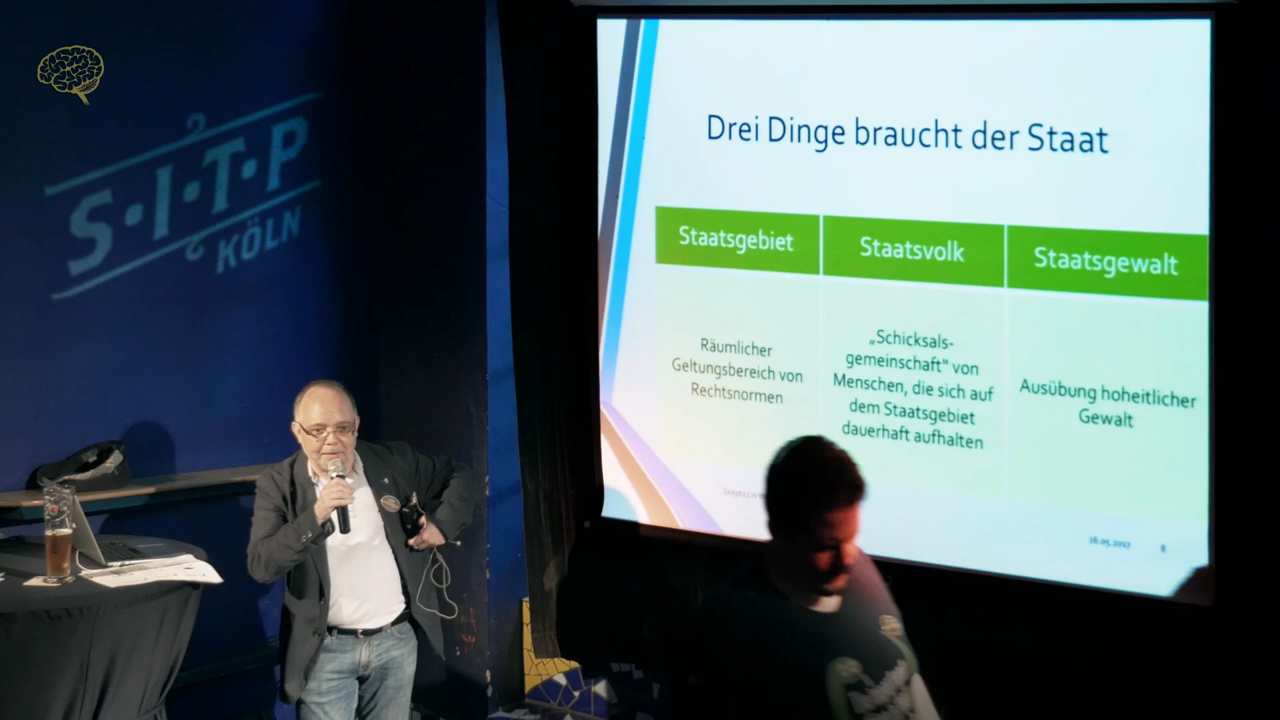 S·I·T·P
KÖLN
Drei Dinge braucht der Staat
Staatsgebiet
Staatsvolk
Staatsgewalt
Räumlicher
Geltungsbereich von
Rechtsnormen
„Schicksals-
gemeinschaft“ von
Menschen, die sich auf
dem Staatsgebiet
dauerhaft aufhalten
Ausübung hoheitlicher
Gewalt
16.05.2017
8